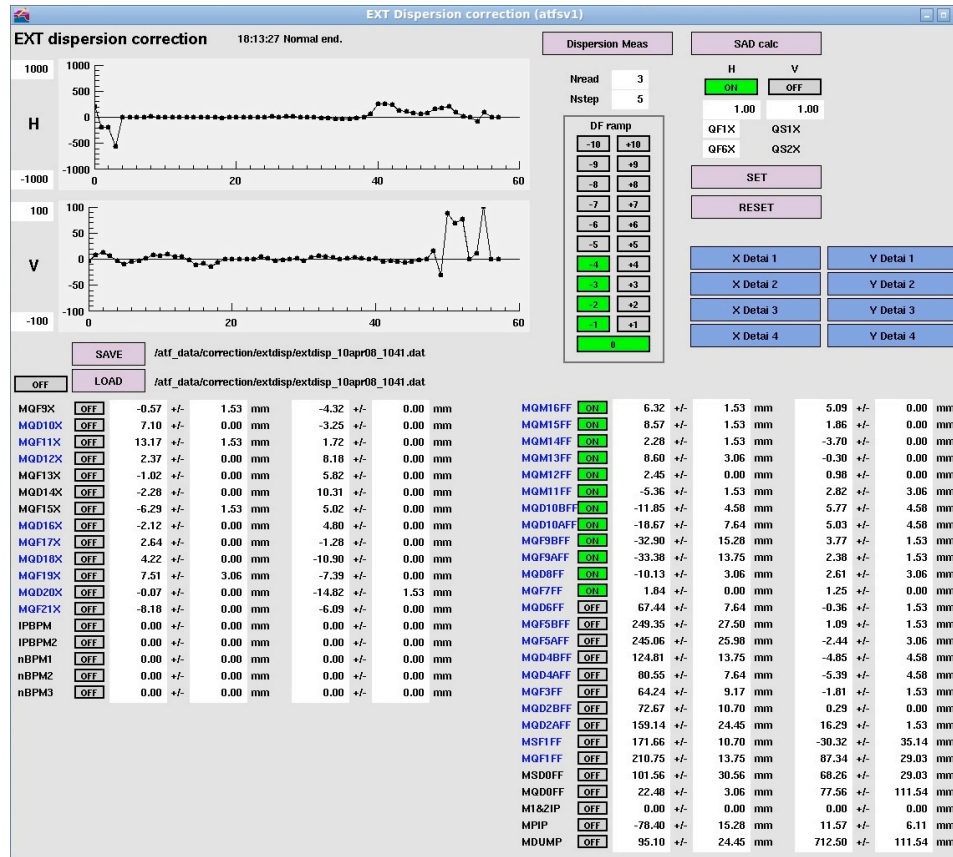 EXT Dispersion correction (atfsv1)
EXT dispersion correction 18:13:27 Normal end.
Dispersion Meas SAD calc
1000 1000 H V
Nread 3 ON OFF
500
Nstep 5 1.00 1.00
H 0 DF ramp QF1X QS1X
-10 +10 QF6X QS2X
-500 -9 +9
-1000 -1000 -8 +8 SET
0 20 40 60
100 100 -7 +7 RESET
50 -6 +6
-5 +5
V 0 -4 +4 X Detai 1 Y Detai 1
-50 -3 +3 X Detai 2 Y Detai 2
-2 +2 X Detai 3 Y Detai 3
-100 -100 -1 +1
0 20 40 60
0 X Detai 4 Y Detai 4
SAVE /atf_data/correction/extdisp/extdisp_10apr08_1041.dat
OFF LOAD /atf_data/correction/extdisp/extdisp_10apr08_1041.dat
MQF9X OFF -0.57 +/- 1.53 mm -4.32 +/- 0.00 mm
MQD10X OFF 7.10 +/- 0.00 mm -3.25 +/- 0.00 mm
MQF11X OFF 13.17 +/- 1.53 mm 1.72 +/- 0.00 mm
MQD12X OFF 2.37 +/- 0.00 mm 8.18 +/- 0.00 mm
MQF13X OFF -1.02 +/- 0.00 mm 5.82 +/- 0.00 mm
MQD14X OFF -2.28 +/- 0.00 mm 10.31 +/- 0.00 mm
MQF15X OFF -6.29 +/- 1.53 mm 5.02 +/- 0.00 mm
MQD16X OFF -2.12 +/- 0.00 mm 4.80 +/- 0.00 mm
MQF17X OFF 2.64 +/- 0.00 mm -1.28 +/- 0.00 mm
MQD18X OFF 4.22 +/- 0.00 mm -10.90 +/- 0.00 mm
MQF19X OFF 7.51 +/- 3.06 mm -7.39 +/- 0.00 mm
MQD20X OFF -0.07 +/- 0.00 mm -14.82 +/- 1.53 mm
MQF21X OFF -8.18 +/- 0.00 mm -6.09 +/- 0.00 mm
IPBPM OFF 0.00 +/- 0.00 mm 0.00 +/- 0.00 mm
IPBPM2 OFF 0.00 +/- 0.00 mm 0.00 +/- 0.00 mm
nBPM1 OFF 0.00 +/- 0.00 mm 0.00 +/- 0.00 mm
nBPM2 OFF 0.00 +/- 0.00 mm 0.00 +/- 0.00 mm
nBPM3 OFF 0.00 +/- 0.00 mm 0.00 +/- 0.00 mm
MQM16FF ON 6.32 +/- 1.53 mm 5.09 +/- 0.00 mm
MQM15FF ON 8.57 +/- 1.53 mm 1.86 +/- 0.00 mm
MQM14FF ON 2.28 +/- 1.53 mm -3.70 +/- 0.00 mm
MQM13FF ON 8.60 +/- 3.06 mm -0.30 +/- 0.00 mm
MQM12FF ON 2.45 +/- 0.00 mm 0.98 +/- 0.00 mm
MQM11FF ON -5.36 +/- 1.53 mm 2.82 +/- 3.06 mm
MQD10BFF ON -11.85 +/- 4.58 mm 5.77 +/- 4.58 mm
MQD10AFF ON -18.67 +/- 7.64 mm 5.03 +/- 4.58 mm
MQF9BFF ON -32.90 +/- 15.28 mm 3.77 +/- 1.53 mm
MQF9AFF ON -33.38 +/- 13.75 mm 2.38 +/- 1.53 mm
MQD8FF ON -10.13 +/- 3.06 mm 2.61 +/- 3.06 mm
MQF7FF ON 1.84 +/- 0.00 mm 1.25 +/- 0.00 mm
MQD6FF OFF 67.44 +/- 7.64 mm -0.36 +/- 1.53 mm
MQF5BFF OFF 249.35 +/- 27.50 mm 1.09 +/- 1.53 mm
MQF5AFF OFF 245.06 +/- 25.98 mm -2.44 +/- 3.06 mm
MQD4BFF OFF 124.81 +/- 13.75 mm -4.85 +/- 4.58 mm
MQD4AFF OFF 80.55 +/- 7.64 mm -5.39 +/- 4.58 mm
MQF3FF OFF 64.24 +/- 9.17 mm -1.81 +/- 1.53 mm
MQD2BFF OFF 72.67 +/- 10.70 mm 0.29 +/- 0.00 mm
MQD2AFF OFF 159.14 +/- 24.45 mm 16.29 +/- 1.53 mm
MSF1FF OFF 171.66 +/- 10.70 mm -30.32 +/- 35.14 mm
MQF1FF OFF 210.75 +/- 13.75 mm 87.34 +/- 29.03 mm
MSD0FF OFF 101.56 +/- 30.56 mm 68.26 +/- 29.03 mm
MQD0FF OFF 22.48 +/- 3.06 mm 77.56 +/- 111.54 mm
M1&2IP OFF 0.00 +/- 0.00 mm 0.00 +/- 0.00 mm
MPIP OFF -78.40 +/- 15.28 mm 11.57 +/- 6.11 mm
MDUMP OFF 95.10 +/- 24.45 mm 712.50 +/- 111.54 mm